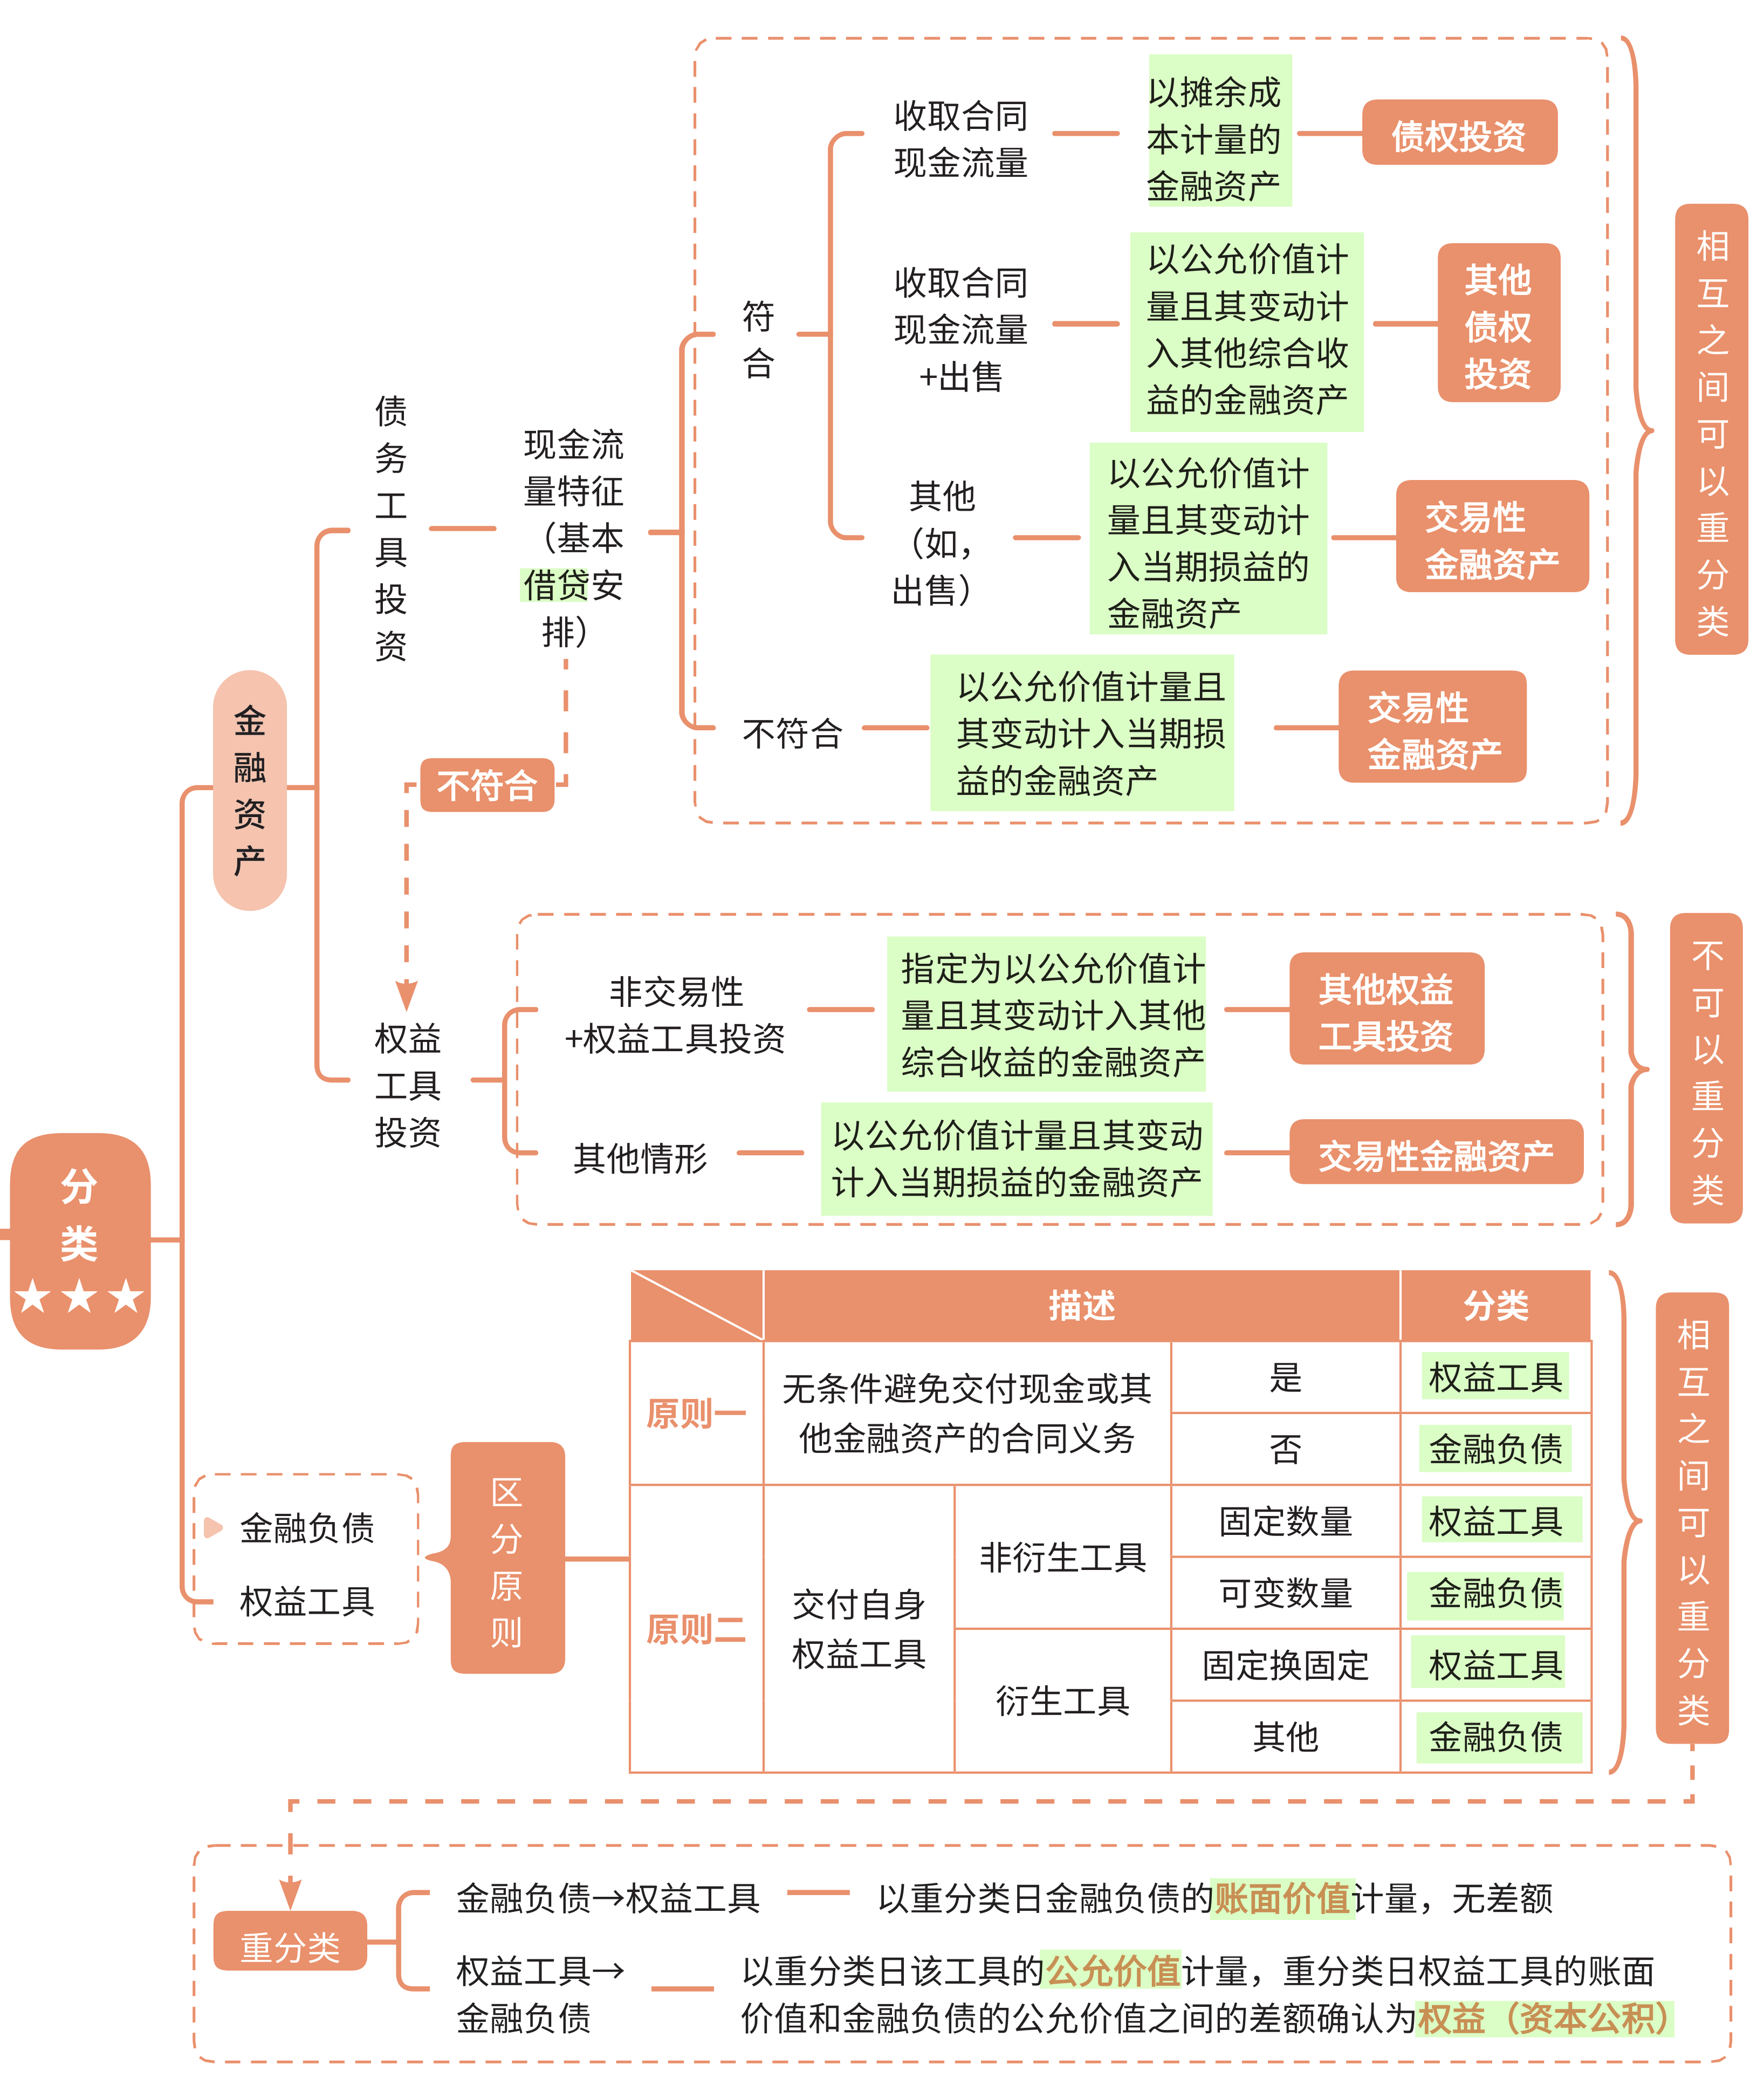 分
类
★★★
金
融
资
产
债
务
工
具
投
资
现金流
量特征
（基本
借贷安
排）
符
合
收取合同
现金流量
以摊余成
本计量的
金融资产
债权投资
收取合同
现金流量
+出售
以公允价值计
量且其变动计
入其他综合收
益的金融资产
其他
债权
投资
其他
（如，
出售）
以公允价值计
量且其变动计
入当期损益的
金融资产
交易性
金融资产
不符合
以公允价值计量且
其变动计入当期损
益的金融资产
交易性
金融资产
相
互
之
间
可
以
重
分
类
不符合
权益
工具
投资
非交易性
+权益工具投资
指定为以公允价值计
量且其变动计入其他
综合收益的金融资产
其他权益
工具投资
其他情形
以公允价值计量且其变动
计入当期损益的金融资产
交易性金融资产
不
可
以
重
分
类
金融负债
权益工具
区
分
原
则
描述
分类
原则一
无条件避免交付现金或其
他金融资产的合同义务
是
权益工具
否
金融负债
原则二
交付自身
权益工具
非衍生工具
固定数量
权益工具
可变数量
金融负债
衍生工具
固定换固定
权益工具
其他
金融负债
相
互
之
间
可
以
重
分
类
重分类
金融负债→权益工具
以重分类日金融负债的账面价值计量，无差额
权益工具→
金融负债
以重分类日该工具的公允价值计量，重分类日权益工具的账面
价值和金融负债的公允价值之间的差额确认为权益（资本公积）